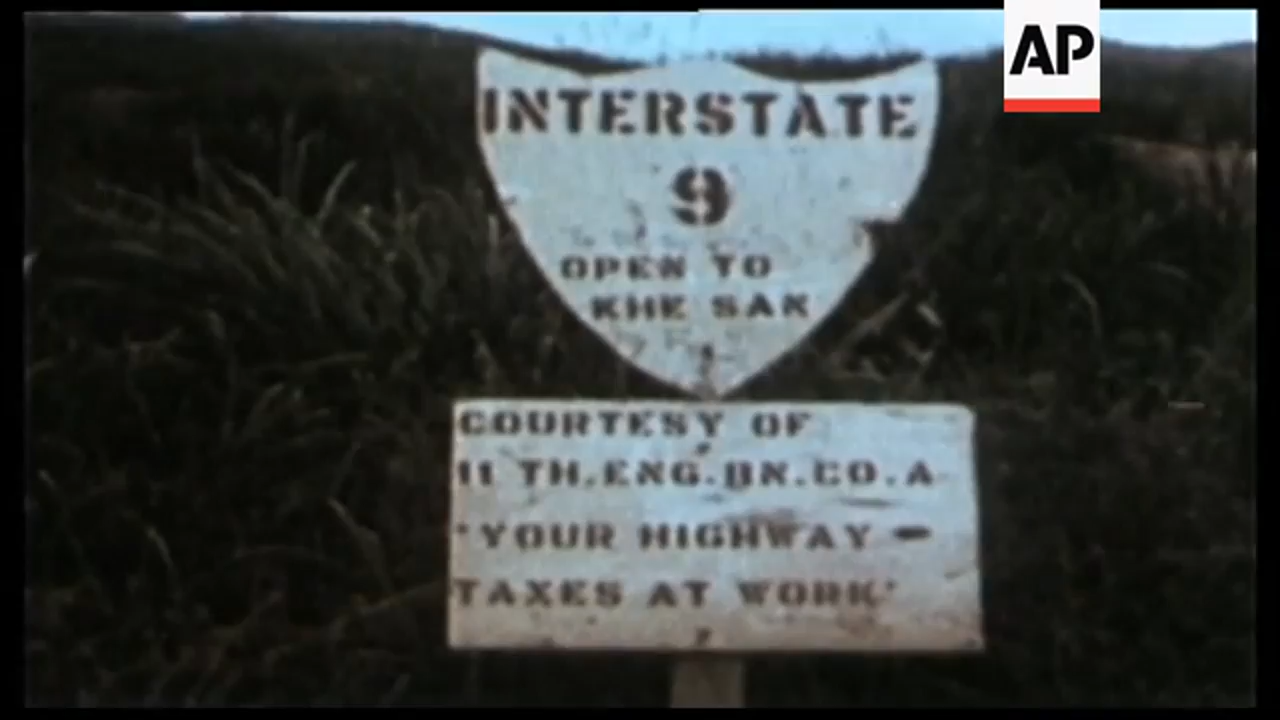 AP
INTERSTATE
9
OPEN TO
KHE SAN
COURTESY OF
11 TH.ENG.BN.CO.A
"YOUR HIGHWAY -
TAXES AT WORK"